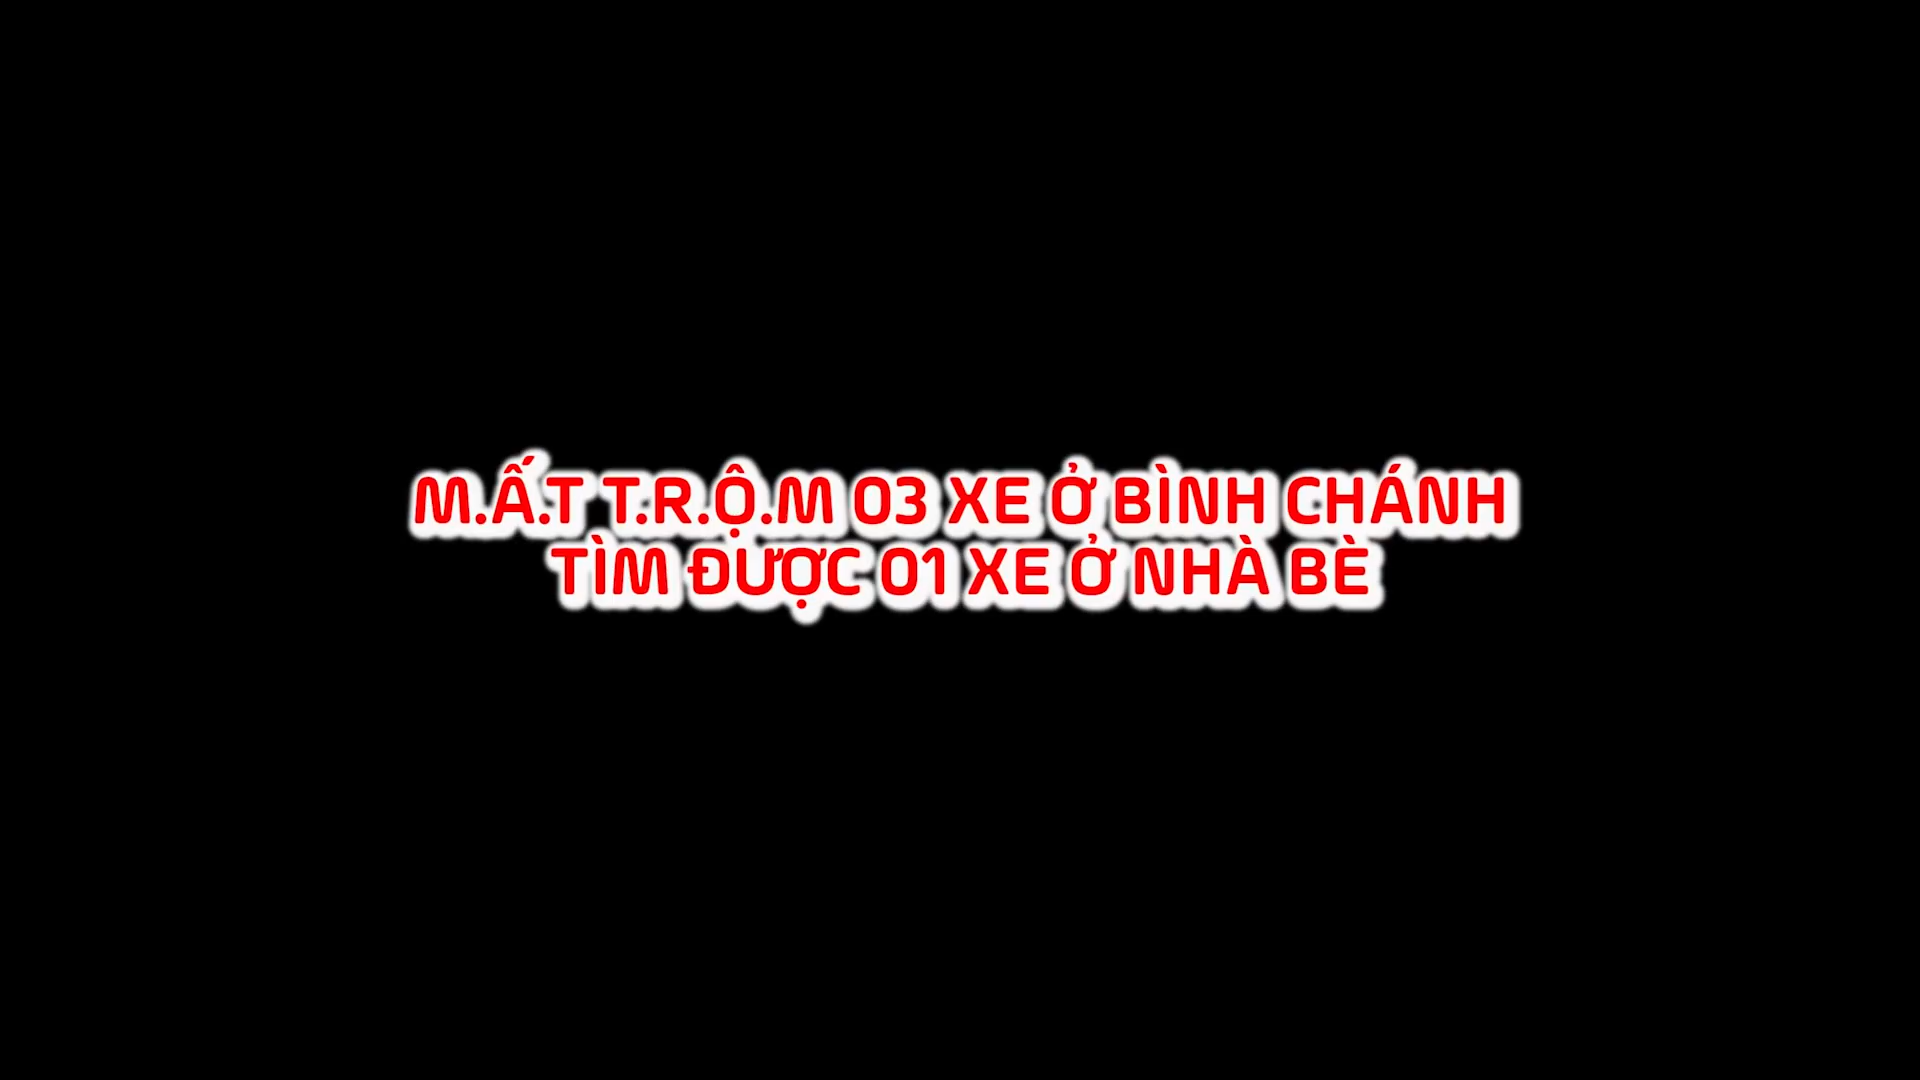 M.Ấ.T T.R.Ộ.M 03 XE Ở BÌNH CHÁNH
TÌM ĐƯỢC 01 XE Ở NHÀ BÈ